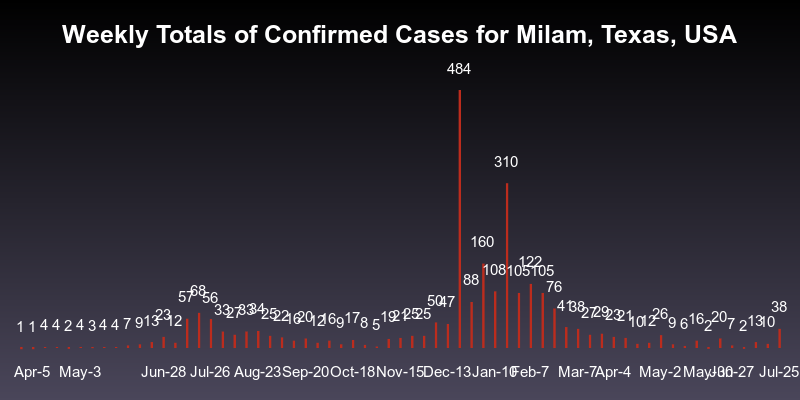 Weekly Totals of Confirmed Cases for Milam, Texas, USA
484
310
160
122
108 105 105
88
76
57 68 56
50 47
1 1 4 4 2 4 3 4 4 7 9 13 23 12 33 27 33 34 25 22 16 20 12 16 9 17 8 5 19 21 25 25 41 38 27 29 23 21 10 12 26 9 6 16 2 20 7 2 13 10 38
Apr-5 May-3 Jun-28 Jul-26 Aug-23 Sep-20 Oct-18 Nov-15 Dec-13 Jan-10 Feb-7 Mar-7 Apr-4 May-2 May-30 Jun-27 Jul-25